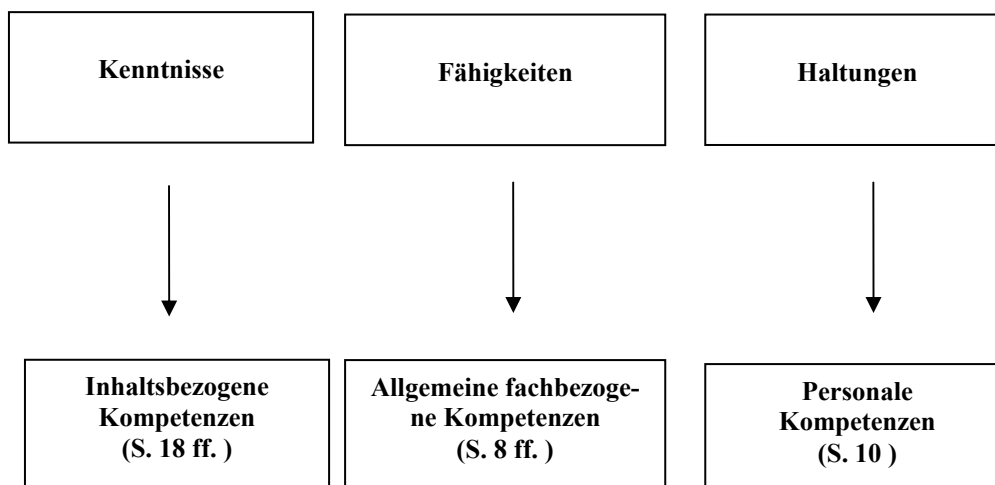 Kenntnisse
Fähigkeiten
Haltungen
Inhaltsbezogene
Kompetenzen
(S. 18 ff. )
Allgemeine fachbezoge-
ne Kompetenzen
(S. 8 ff. )
Personale
Kompetenzen
(S. 10 )